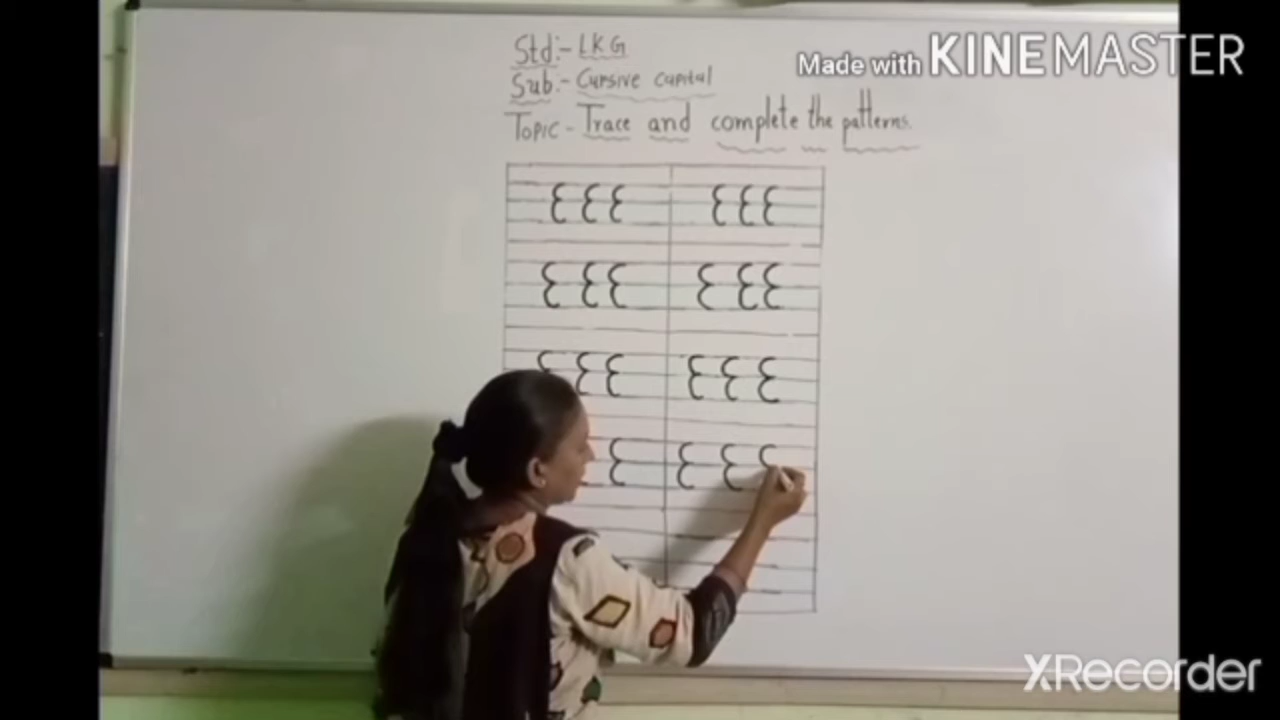 Made with KINEMASTER
Std:- LKG
Sub:- Cursive capital
Topic - Trace and complete the patterns.
Ɛ Ɛ Ɛ Ɛ Ɛ Ɛ
Ɛ Ɛ Ɛ Ɛ Ɛ Ɛ
Ɛ Ɛ Ɛ Ɛ Ɛ Ɛ
Ɛ Ɛ Ɛ
XRecorder